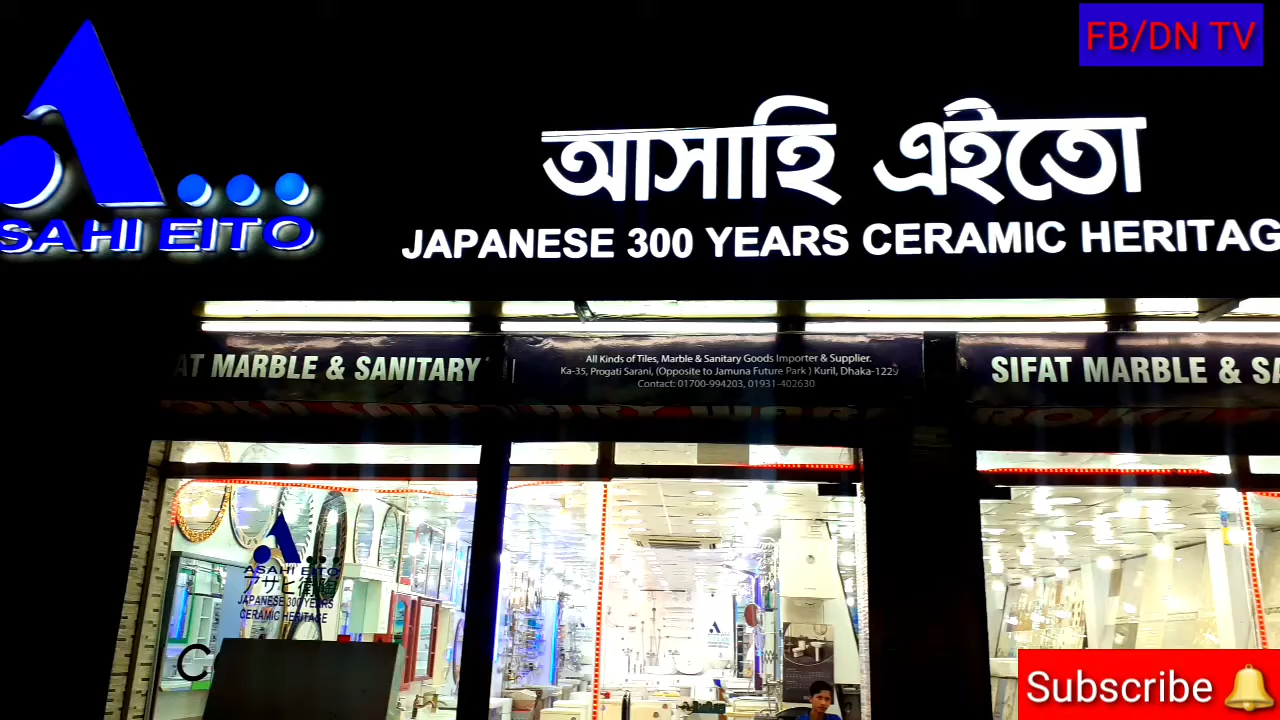 FB/DN TV
আসাহি এইতো
ASAHI EITO
JAPANESE 300 YEARS CERAMIC HERITAG
AT MARBLE & SANITARY
All Kinds of Tiles, Marble & Sanitary Goods Importer & Supplier.
Ka-35, Progati Sarani, (Opposite to Jamuna Future Park ) Kuril, Dhaka-1229
Contact: 01700-994203, 01931-402630
SIFAT MARBLE & SA
ASAHI EITO
アサヒ衛陶
JAPANESE 300 YEARS
CERAMIC HERITAGE
C
Subscribe